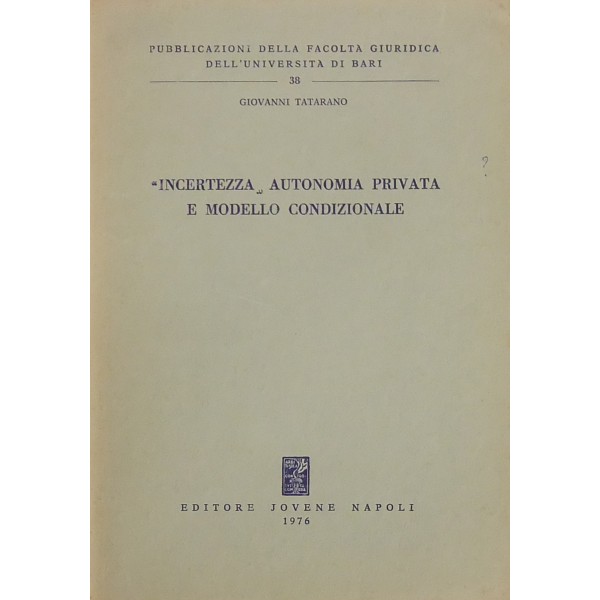 PUBBLICAZIONI DELLA FACOLTÀ GIURIDICA
DELL'UNIVERSITÀ DI BARI
38
GIOVANNI TATARANO
"INCERTEZZA„ AUTONOMIA PRIVATA
E MODELLO CONDIZIONALE
?
EDITORE JOVENE NAPOLI
1976